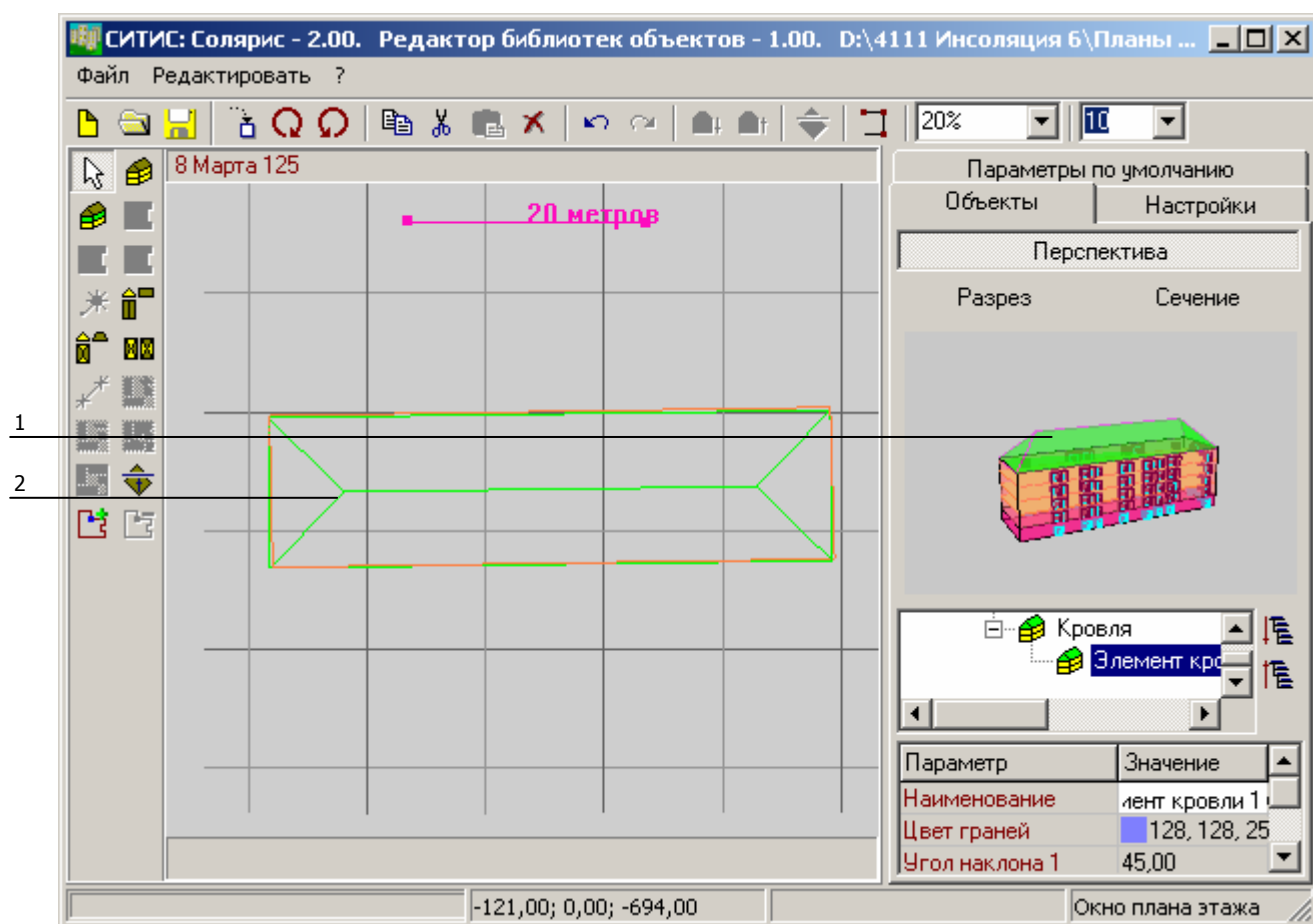 СИТИС: Солярис - 2.00.   Редактор библиотек объектов - 1.00.   D:\4111 Инсоляция 6\Планы ...
Файл   Редактировать   ?
20%   10
8 Марта 125
Параметры по умолчанию
Объекты   Настройки
20 метров
Перспектива
Разрез   Сечение
1
2
Кровля
Элемент кро
Параметр   Значение
Наименование   мент кровли 1
Цвет граней   128, 128, 25
Угол наклона 1   45,00
-121,00; 0,00; -694,00   Окно плана этажа